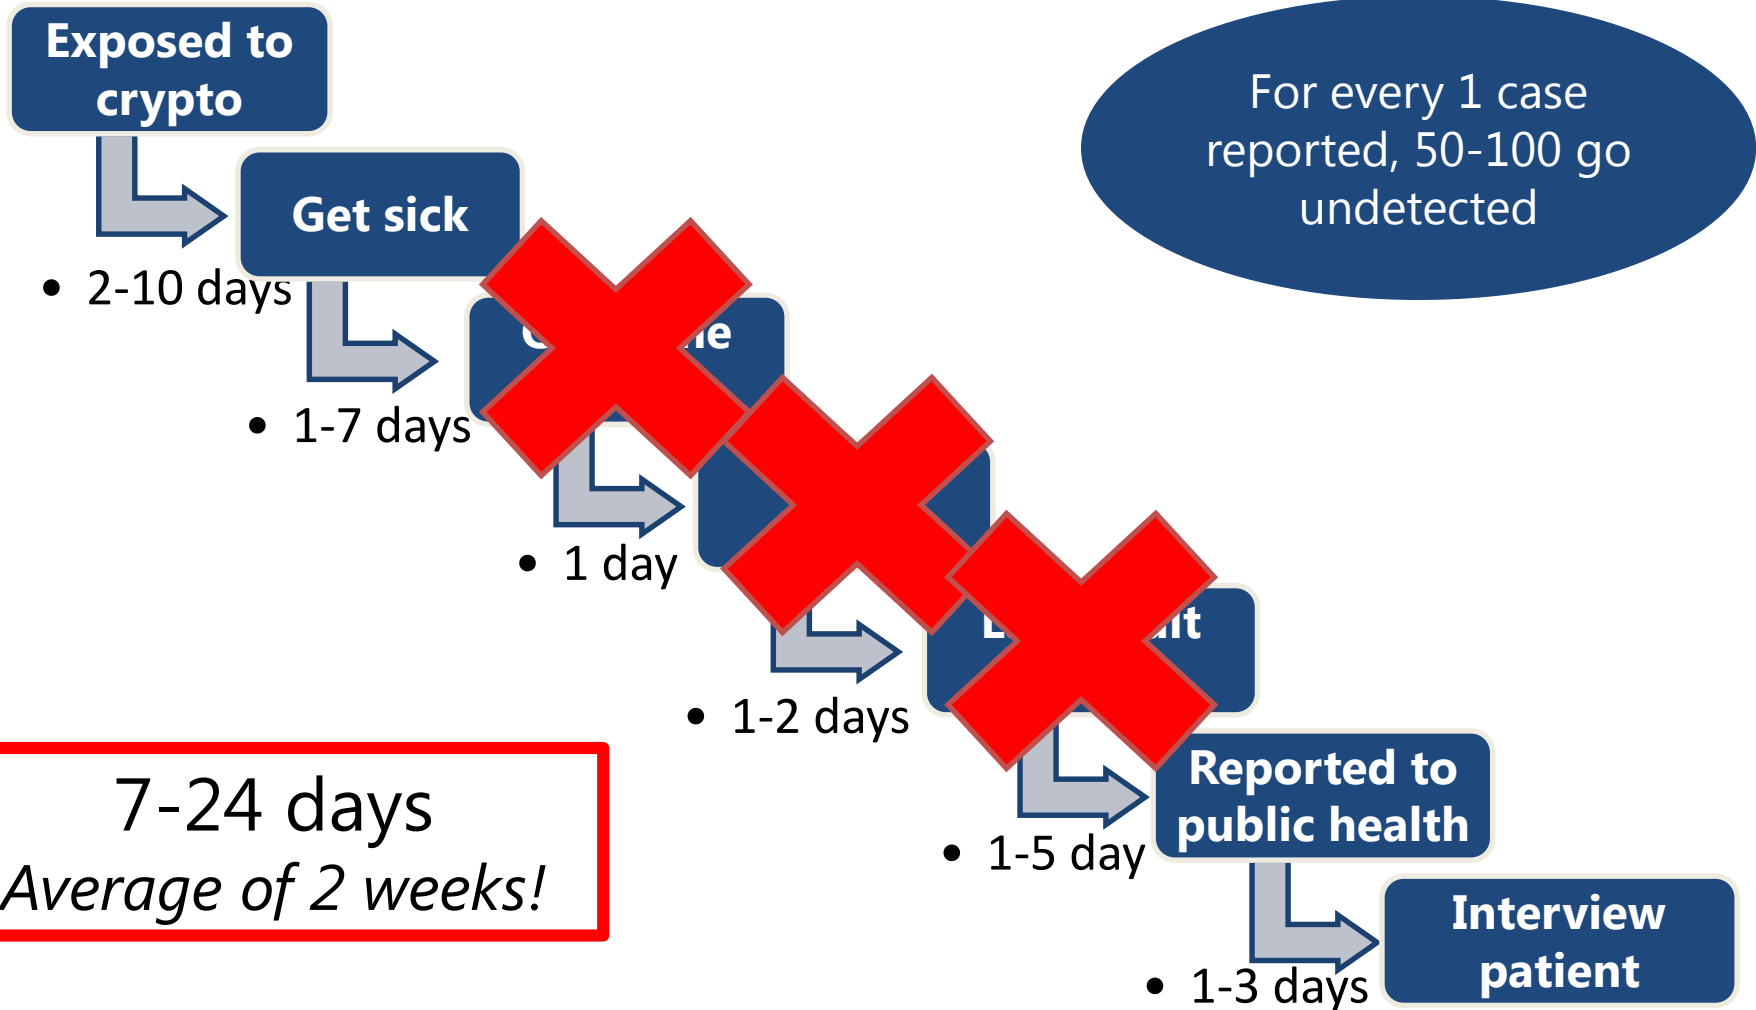 Exposed to
crypto
For every 1 case
reported, 50-100 go
undetected
Get sick
• 2-10 days
• 1-7 days
• 1 day
• 1-2 days
7-24 days
Average of 2 weeks!
Reported to
public health
• 1-5 day
Interview
patient
• 1-3 days